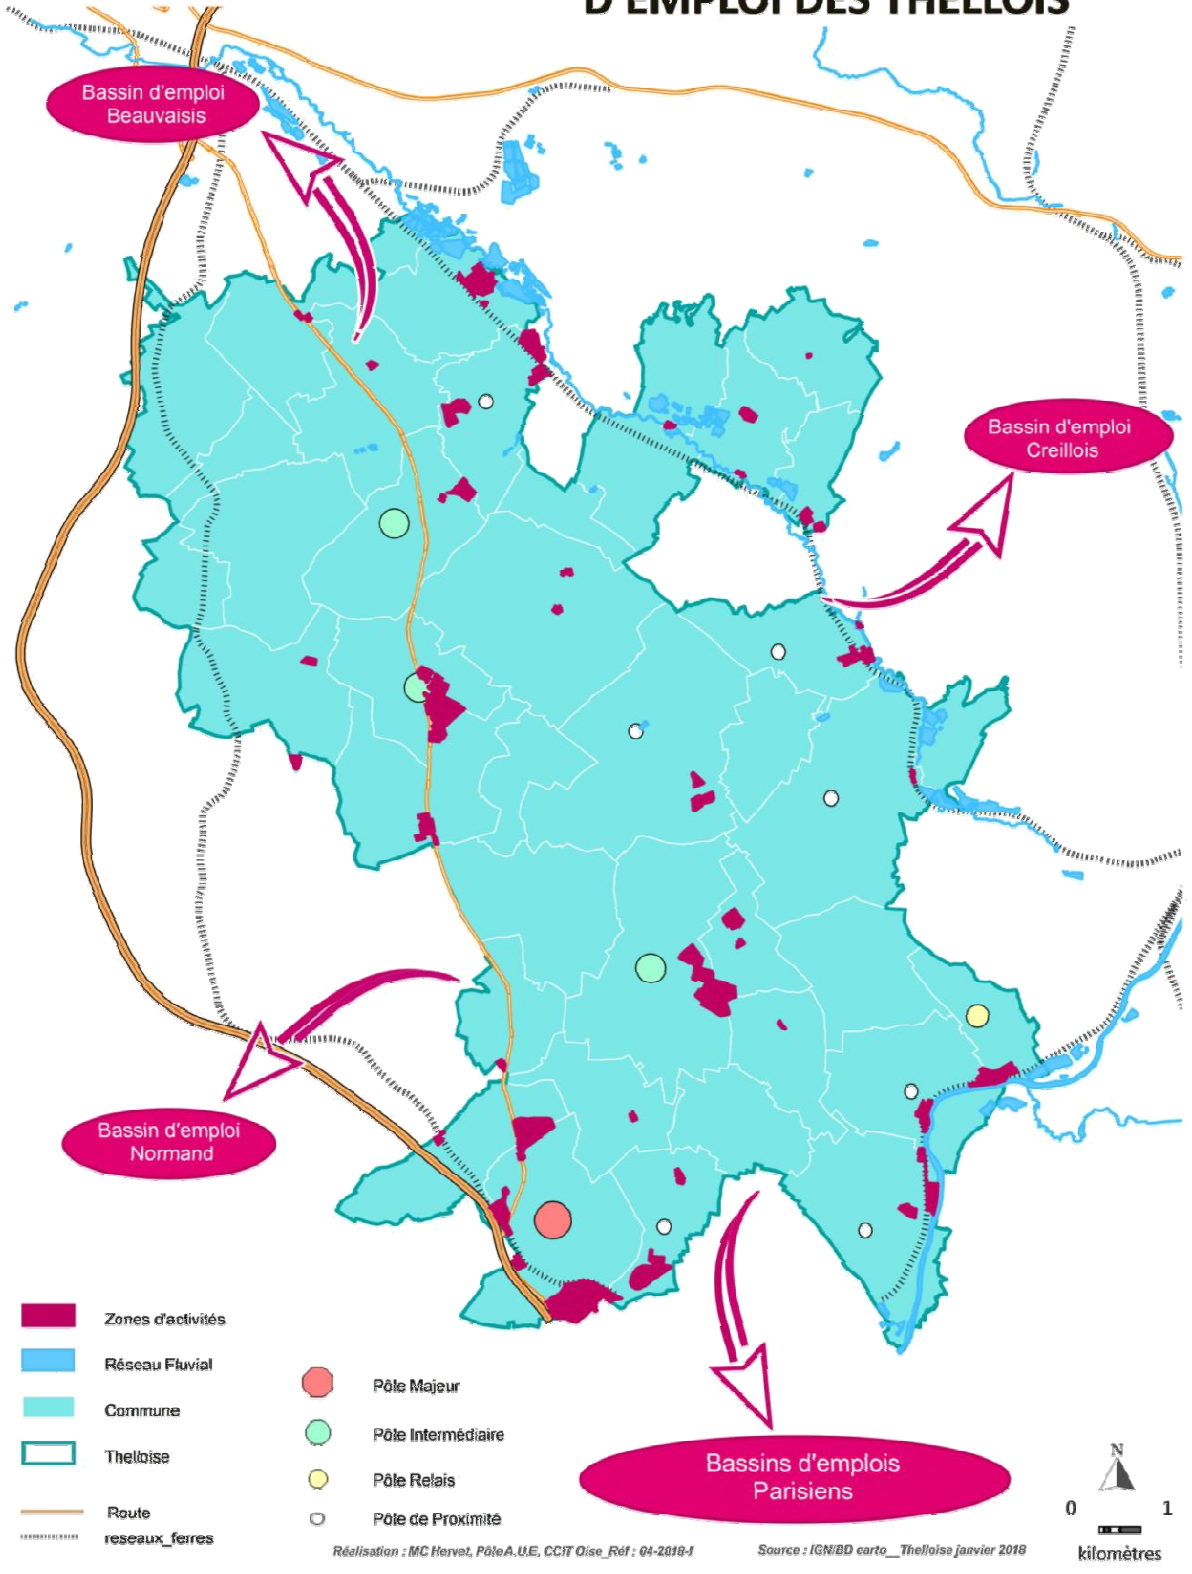 D'EMPLOI DES THELLOIS
Bassin d'emploi
Beauvaisis
Bassin d'emploi
Creillois
Bassin d'emploi
Normand
Bassins d'emplois
Parisiens
Zones d'activités
Réseau Fluvial
Commune
Thelloise
Route
reseaux_ferres
Pôle Majeur
Pôle Intermédiaire
Pôle Relais
Pôle de Proximité
N
0 1
kilomètres
Réalisation : MC Hervet, PôleA.U.E, CCIT Oise_Réf : 04-2018-I
Source : IGN/BD carto__Thelloise janvier 2018